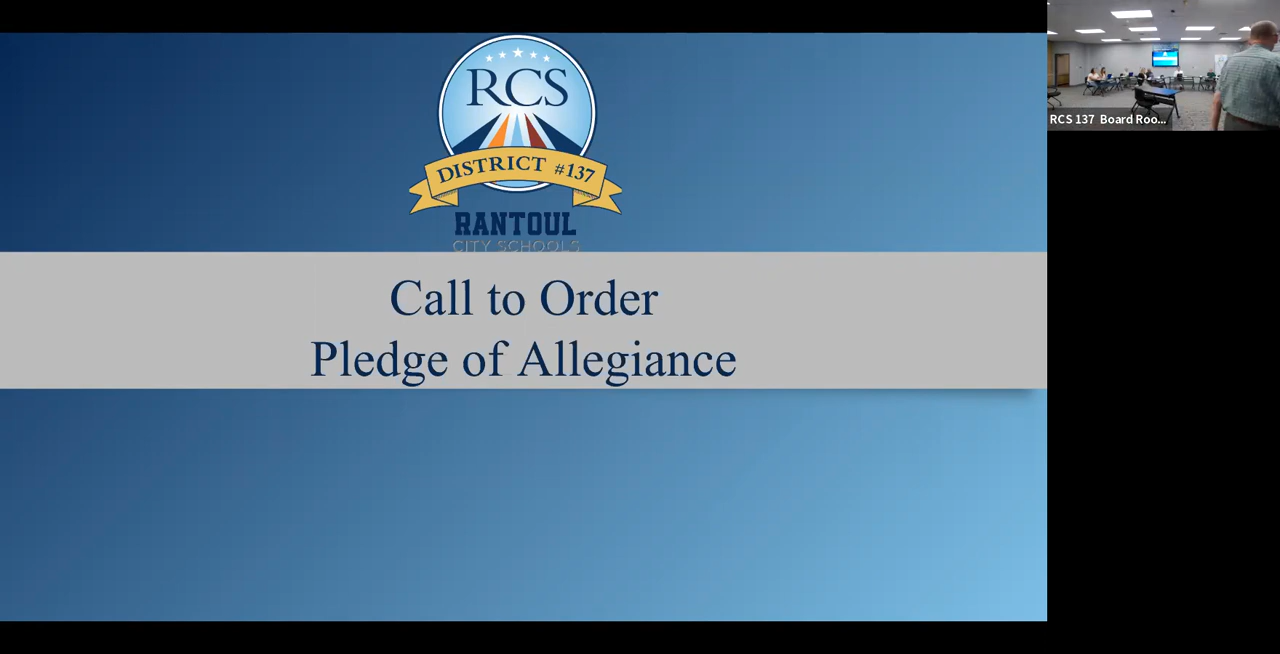 RCS
DISTRICT #137
RANTOUL
CITY SCHOOLS
Call to Order
Pledge of Allegiance
RCS 137 Board Roo...